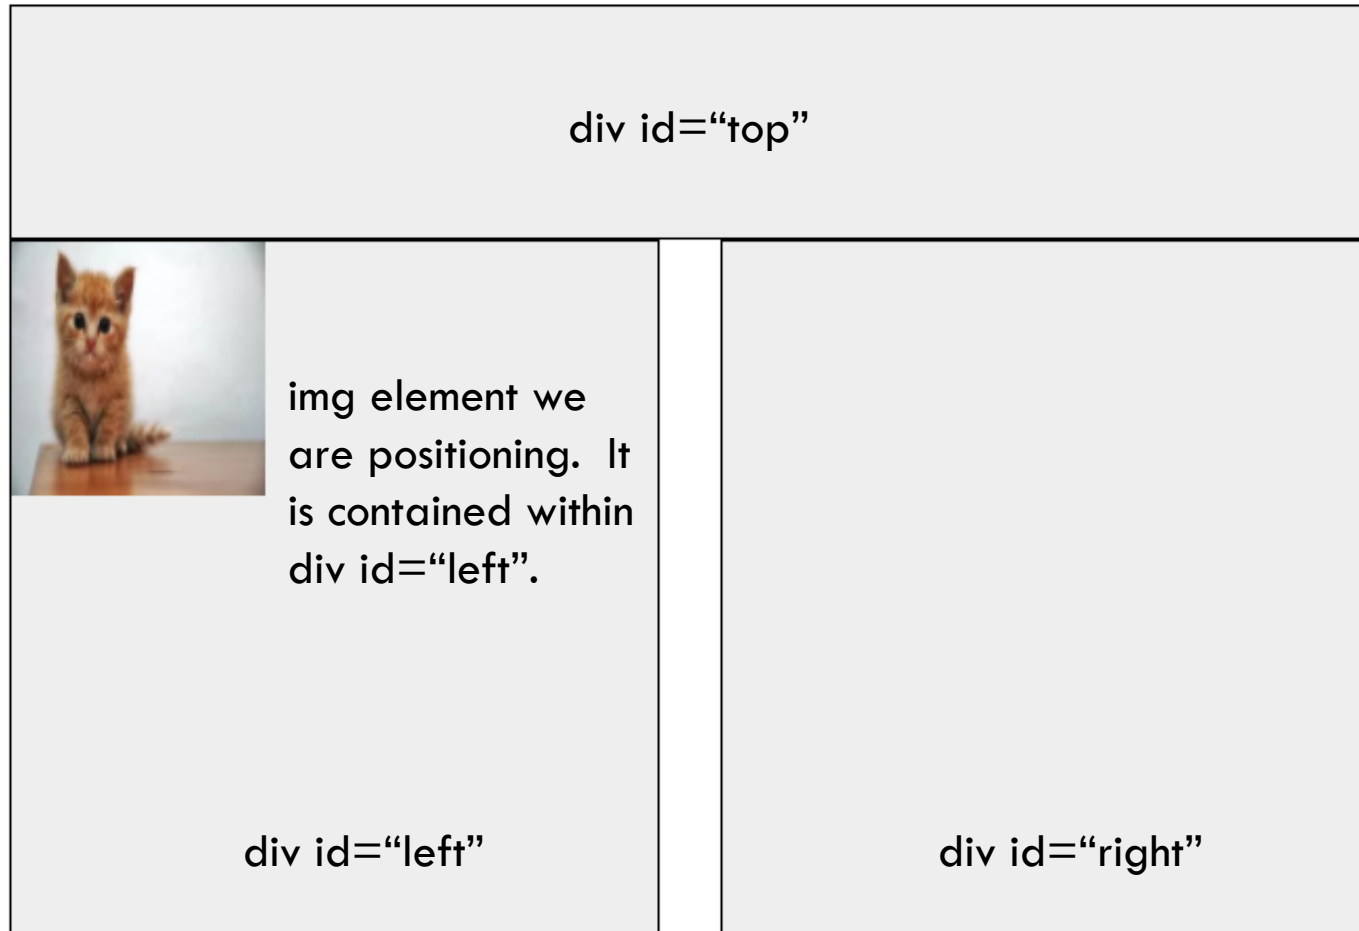 div id=“top”
img element we
are positioning.  It
is contained within
div id=“left”.
div id=“left”
div id=“right”